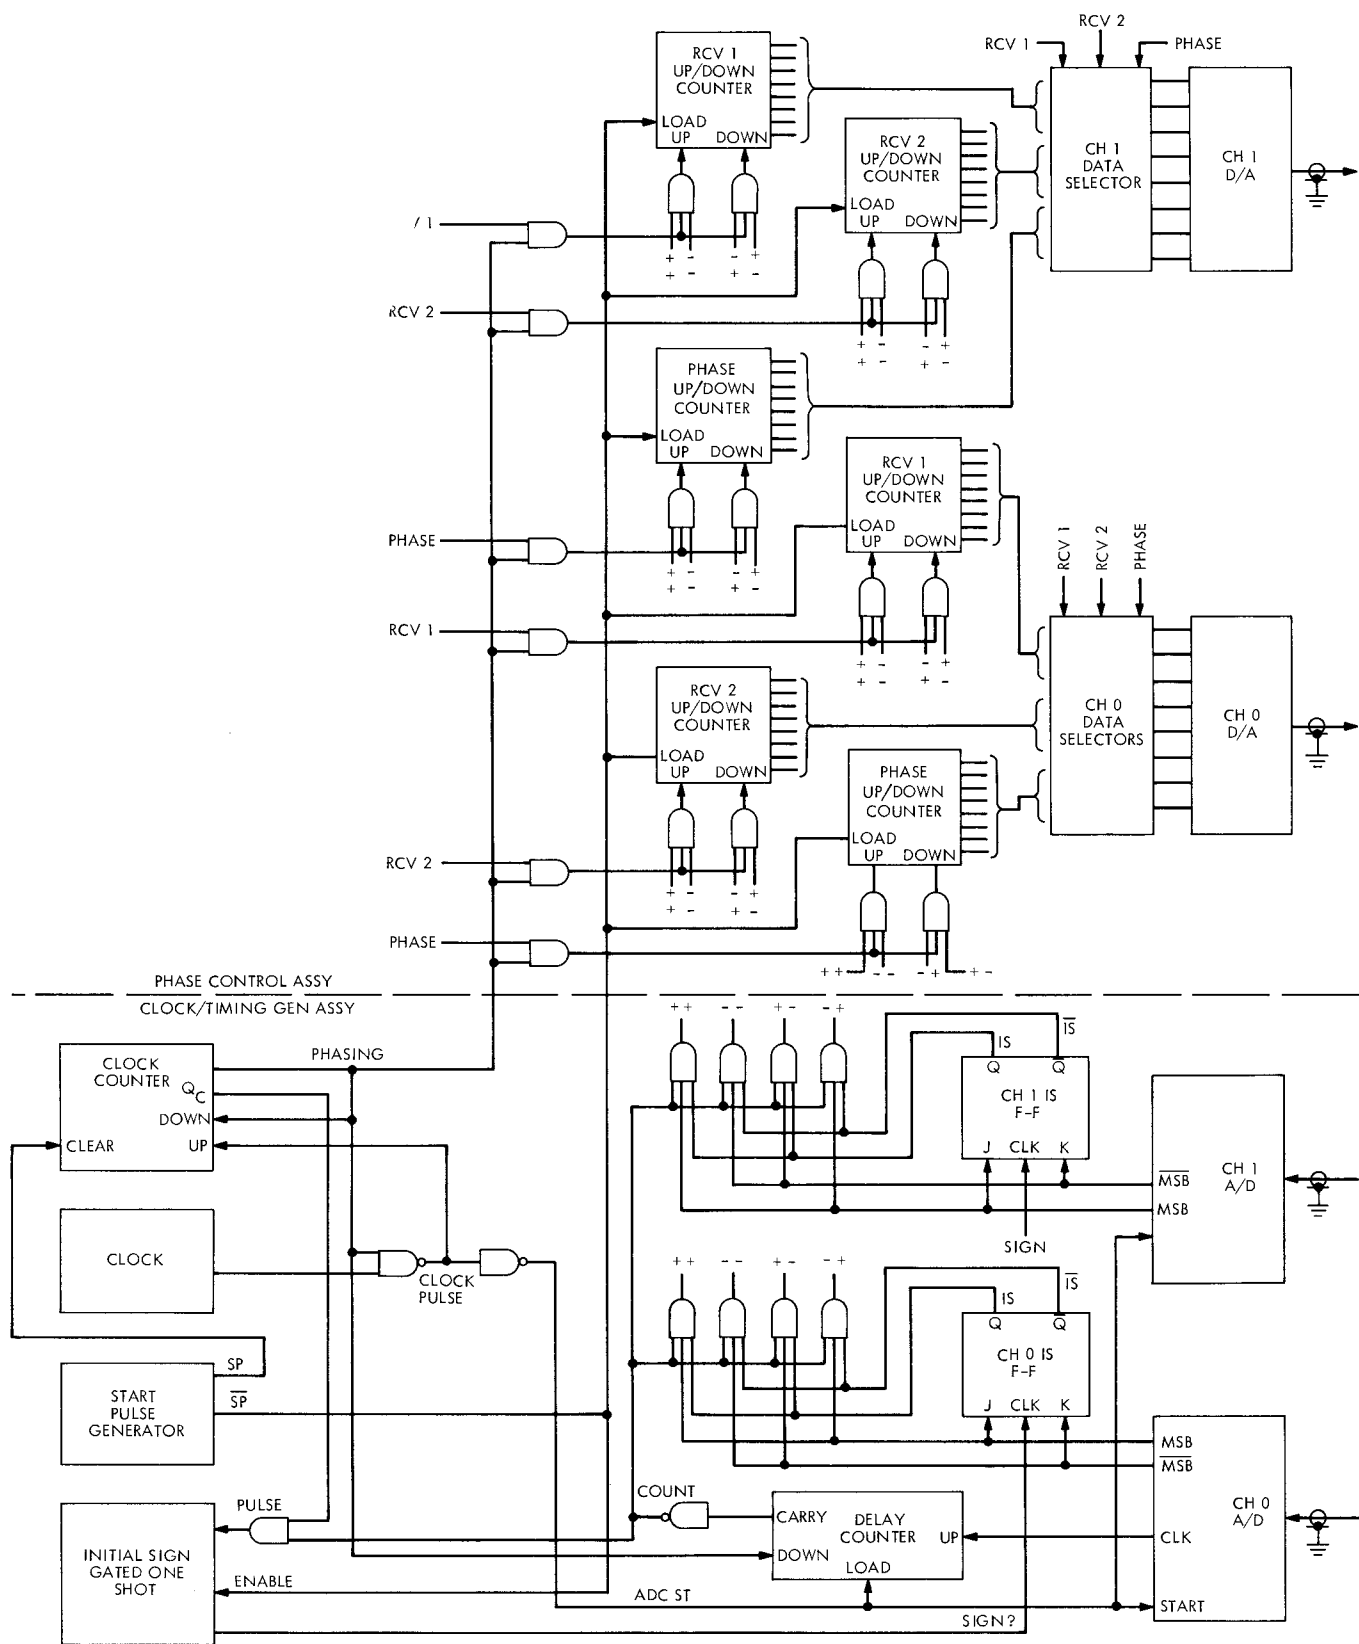 RCV 2
RCV 1
PHASE
RCV 1
UP/DOWN
COUNTER
LOAD
UP
DOWN
CH 1
DATA
SELECTOR
CH 1
D/A
RCV 2
UP/DOWN
COUNTER
LOAD
UP
DOWN
/ 1
+ -
+ -
- +
+ -
RCV 2
+ -
+ -
- +
+ -
PHASE
UP/DOWN
COUNTER
LOAD
UP
DOWN
RCV 1
UP/DOWN
COUNTER
LOAD
UP
DOWN
PHASE
+ -
+ -
- +
+ -
RCV 1
RCV 2
PHASE
RCV 1
+ -
+ -
- +
+ -
RCV 2
UP/DOWN
COUNTER
LOAD
UP
DOWN
CH 0
DATA
SELECTORS
CH 0
D/A
PHASE
UP/DOWN
COUNTER
LOAD
UP
DOWN
RCV 2
+ -
+ -
- +
+ -
PHASE
++
--
-+
+-
PHASE CONTROL ASSY
CLOCK/TIMING GEN ASSY
++
--
+-
-+
IS
I̅S̅
CLOCK
COUNTER
QC
DOWN
CLEAR
UP
PHASING
Q
Q̅
CH 1 IS
F-F
J
CLK
K
M̅S̅B̅
MSB
CH 1
A/D
SIGN
CLOCK
CLOCK
PULSE
++
--
+-
-+
IS
I̅S̅
Q
Q̅
CH 0 IS
F-F
J
CLK
K
START
PULSE
GENERATOR
SP
S̅P̅
MSB
M̅S̅B̅
CH 0
A/D
CLK
START
PULSE
COUNT
CARRY
DELAY
COUNTER
UP
DOWN
LOAD
INITIAL SIGN
GATED ONE
SHOT
ENABLE
ADC ST
SIGN?